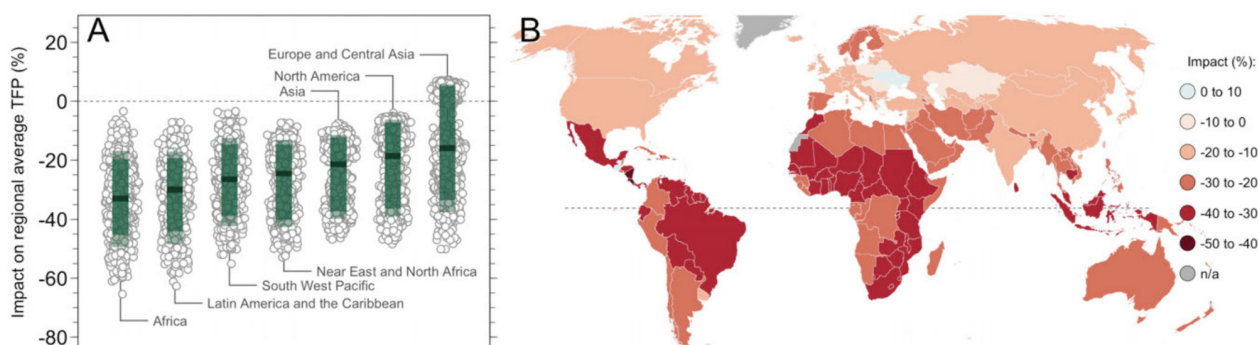 A
Impact on regional average TFP (%)
20
0
-20
-40
-60
-80
Europe and Central Asia
North America
Asia
Near East and North Africa
South West Pacific
Latin America and the Caribbean
Africa
B
Impact (%):
0 to 10
-10 to 0
-20 to -10
-30 to -20
-40 to -30
-50 to -40
n/a